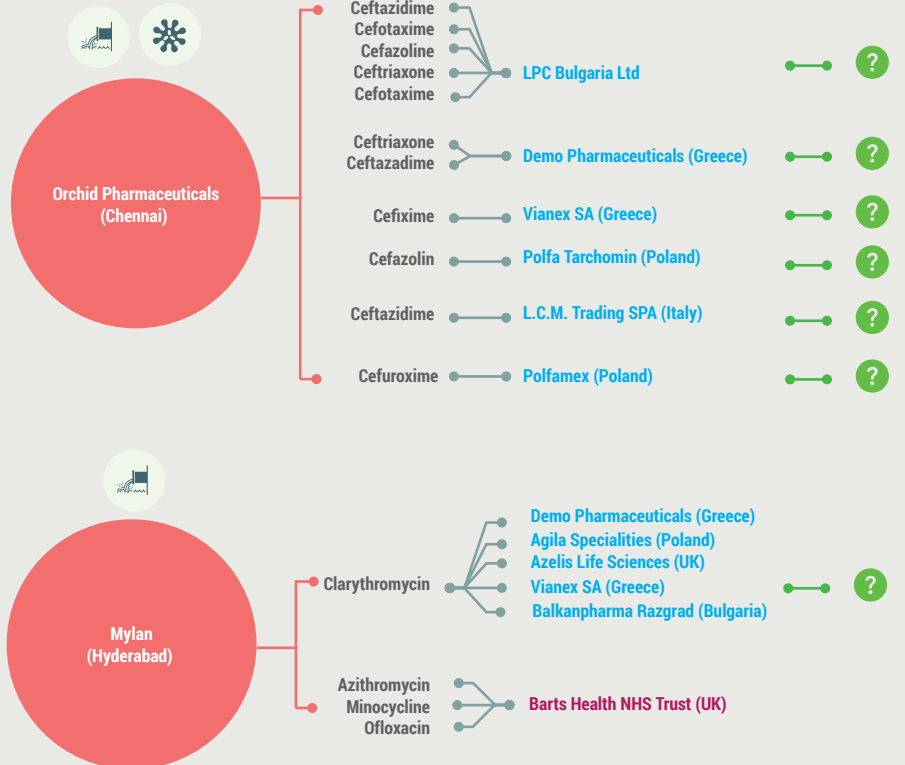 Ceftazidime
Cefotaxime
Cefazoline
Ceftriaxone
Cefotaxime
LPC Bulgaria Ltd
?
Ceftriaxone
Ceftazadime
Demo Pharmaceuticals (Greece)
?
Orchid Pharmaceuticals
(Chennai)
Cefixime
Vianex SA (Greece)
?
Cefazolin
Polfa Tarchomin (Poland)
?
Ceftazidime
L.C.M. Trading SPA (Italy)
?
Cefuroxime
Polfamex (Poland)
?
Mylan
(Hyderabad)
Clarythromycin
Demo Pharmaceuticals (Greece)
Agila Specialities (Poland)
Azelis Life Sciences (UK)
Vianex SA (Greece)
Balkanpharma Razgrad (Bulgaria)
?
Azithromycin
Minocycline
Ofloxacin
Barts Health NHS Trust (UK)